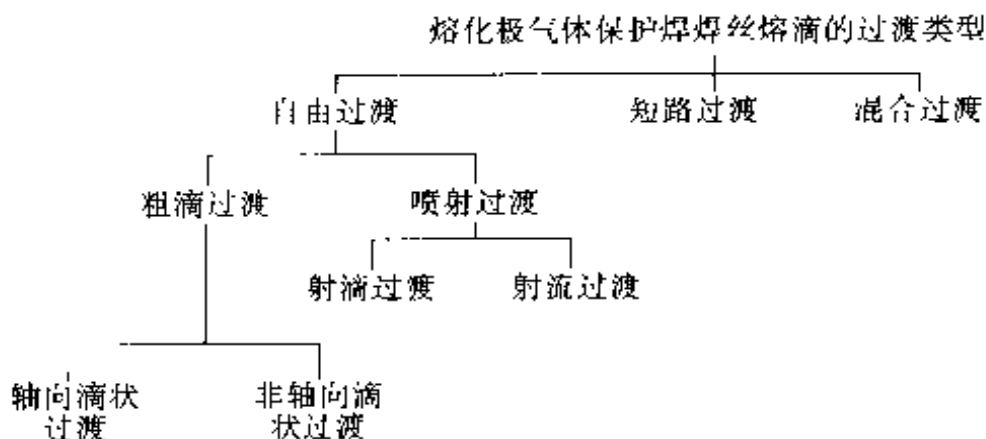 熔化极气体保护焊焊丝熔滴的过渡类型
自由过渡 短路过渡 混合过渡
粗滴过渡 喷射过渡
射滴过渡 射流过渡
轴向滴状过渡
非轴向滴状过渡